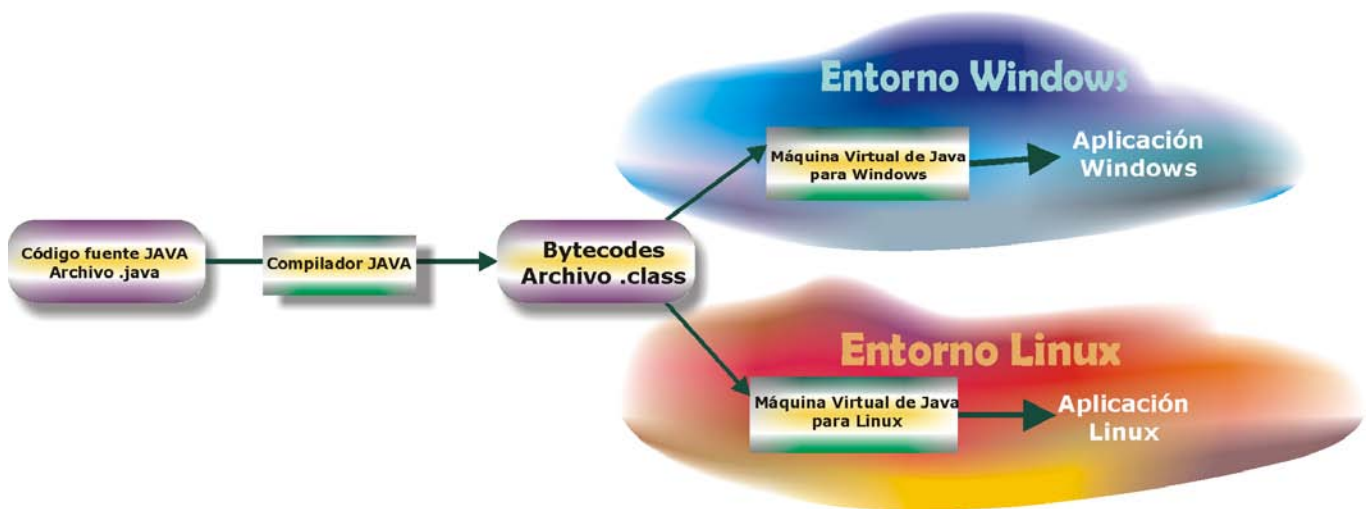 Código fuente JAVA
Archivo .java
Compilador JAVA
Bytecodes
Archivo .class
Entorno Windows
Máquina Virtual de Java
para Windows
Aplicación
Windows
Entorno Linux
Máquina Virtual de Java
para Linux
Aplicación
Linux